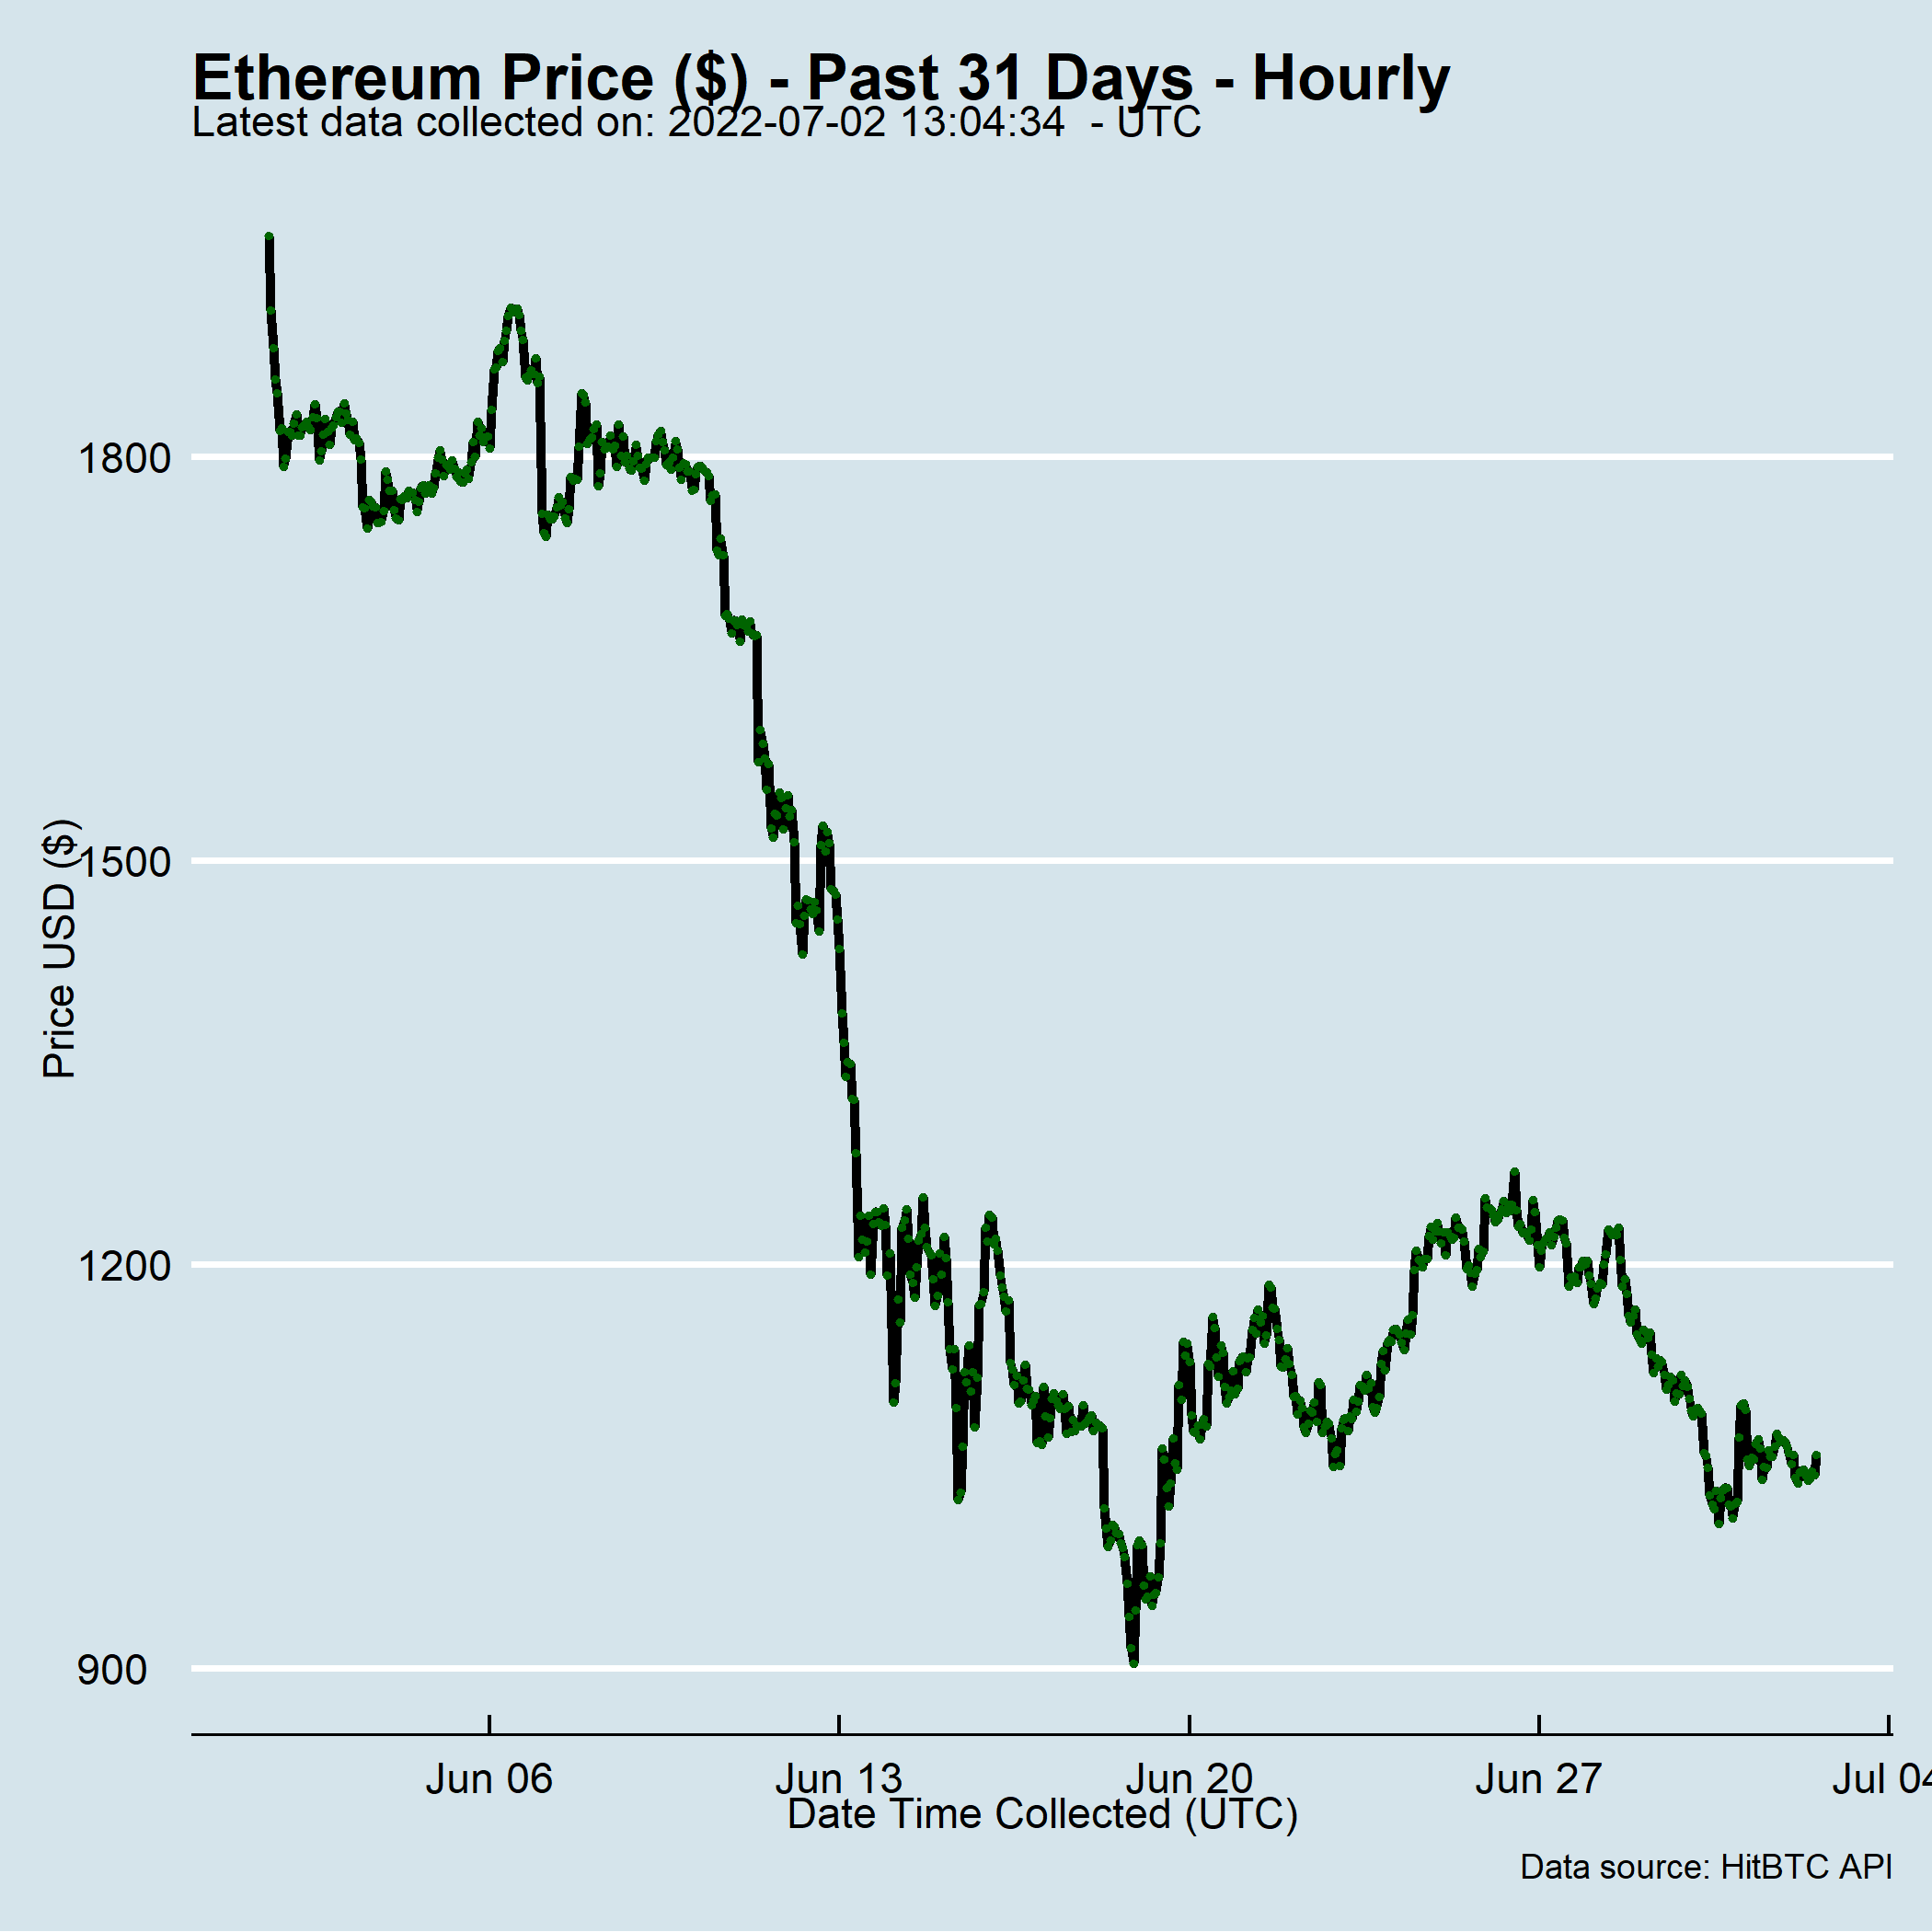 Ethereum Price ($) - Past 31 Days - Hourly
Latest data collected on: 2022-07-02 13:04:34  - UTC
1800
1500
1200
900
Price USD ($)
Jun 06 Jun 13 Jun 20 Jun 27 Jul 04
Date Time Collected (UTC)
Data source: HitBTC API